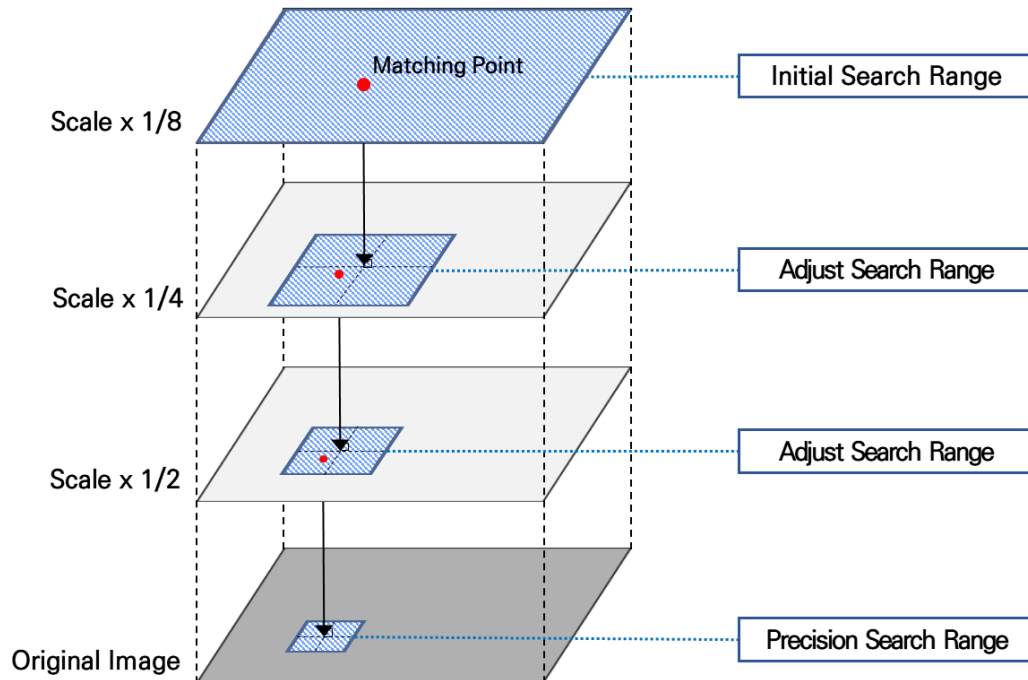 Matching Point
Initial Search Range
Scale x 1/8
Adjust Search Range
Scale x 1/4
Adjust Search Range
Scale x 1/2
Precision Search Range
Original Image